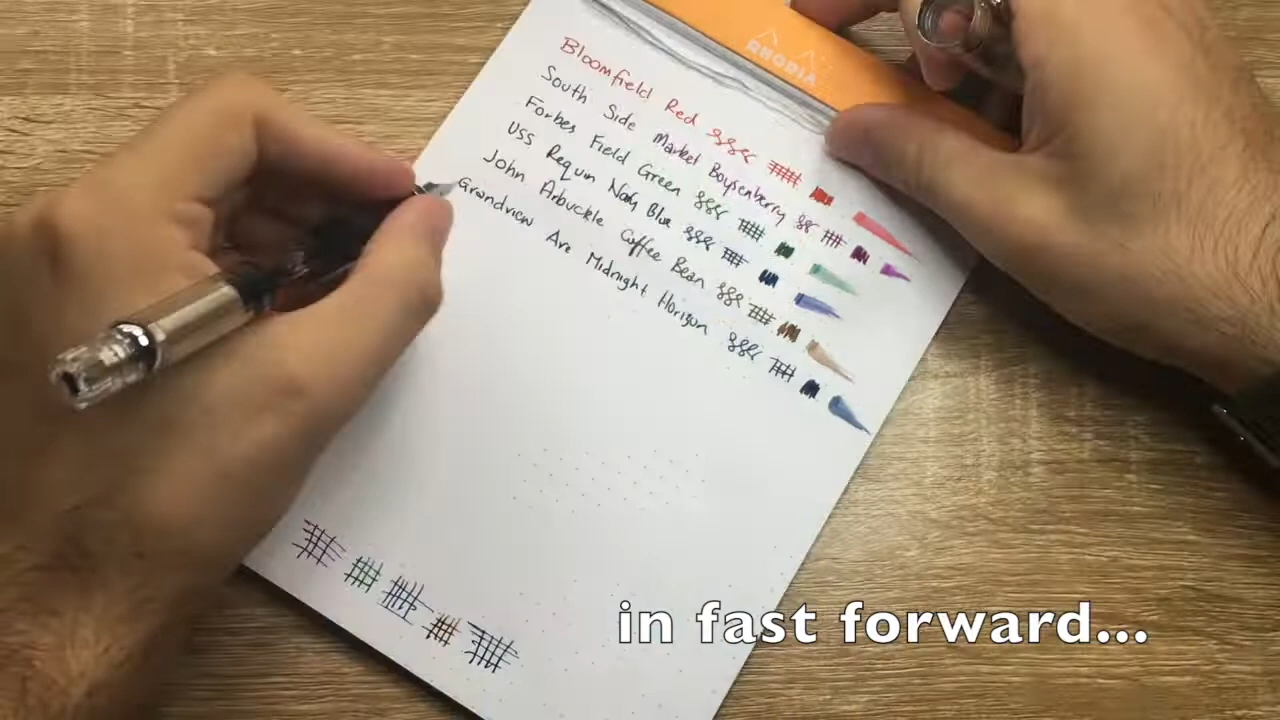 RHODIA
Bloomfield Red
South Side Market Boysenberry
Forbes Field Green
USS Requin Navy Blue
John Arbuckle Coffee Bean
Grandview Ave Midnight Horizon
in fast forward...